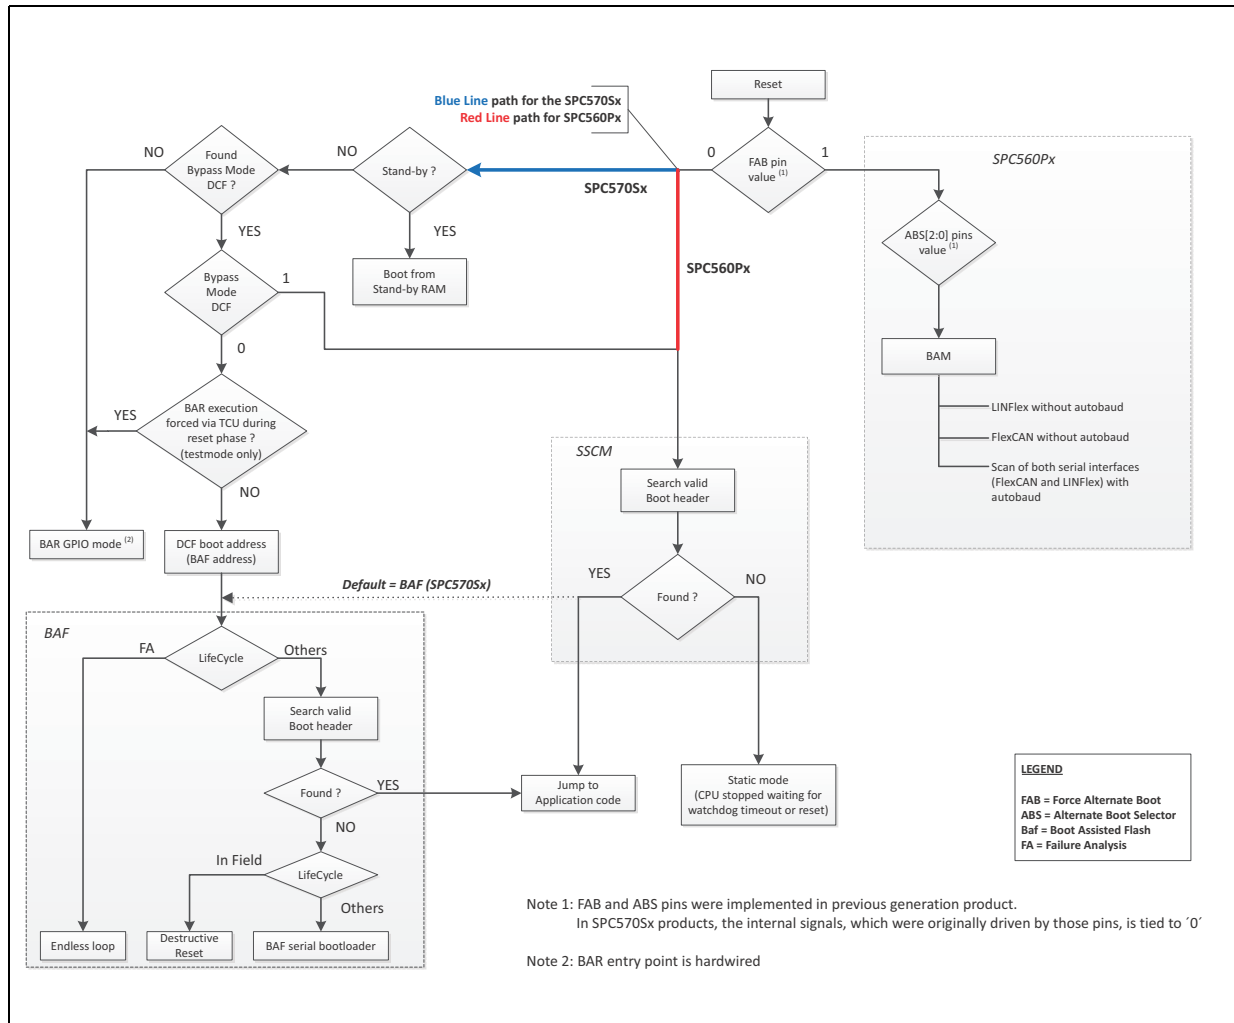 Reset
Blue Line path for the SPC570Sx
Red Line path for SPC560Px
0
FAB pin
value (1)
1
SPC560Px
NO
Found
Bypass Mode
DCF ?
NO
Stand-by ?
SPC570Sx
YES
YES
ABS[2:0] pins
value (1)
Bypass
Mode
DCF
1
Boot from
Stand-by RAM
SPC560Px
0
BAM
YES
BAR execution
forced via TCU during
reset phase ?
(testmode only)
LINFlex without autobaud
FlexCAN without autobaud
Scan of both serial interfaces
(FlexCAN and LINFlex) with
autobaud
NO
SSCM
Search valid
Boot header
BAR GPIO mode (2)
DCF boot address
(BAF address)
Default = BAF (SPC570Sx)
YES
Found ?
NO
BAF
FA
LifeCycle
Others
Search valid
Boot header
Found ?
YES
Jump to
Application code
Static mode
(CPU stopped waiting for
watchdog timeout or reset)
LEGEND
FAB = Force Alternate Boot
ABS = Alternate Boot Selector
Baf = Boot Assisted Flash
FA = Failure Analysis
NO
In Field
LifeCycle
Others
Endless loop
Destructive
Reset
BAF serial bootloader
Note 1: FAB and ABS pins were implemented in previous generation product.
In SPC570Sx products, the internal signals, which were originally driven by those pins, is tied to ´0´
Note 2: BAR entry point is hardwired